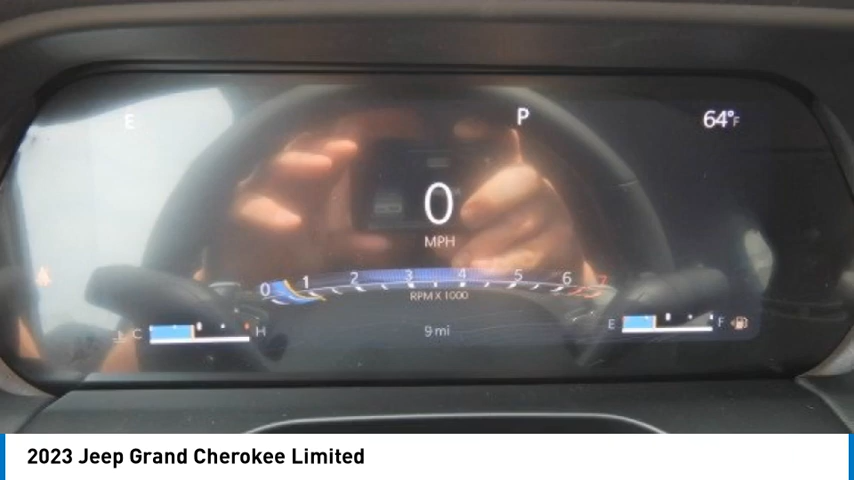 E P 64°F
0
MPH
0 1 2 3 4 5 6 7
RPM X 1000
C H 9 mi E F
2023 Jeep Grand Cherokee Limited